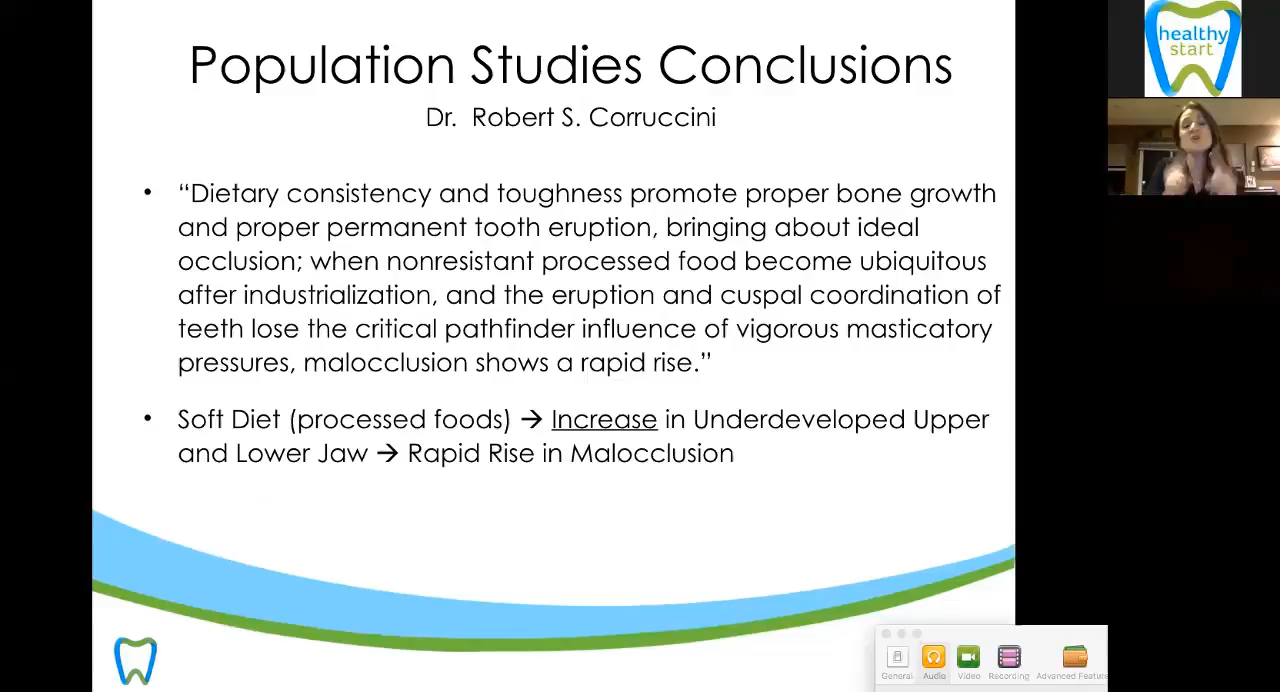 Population Studies Conclusions
Dr. Robert S. Corruccini
• “Dietary consistency and toughness promote proper bone growth
and proper permanent tooth eruption, bringing about ideal
occlusion; when nonresistant processed food become ubiquitous
after industrialization, and the eruption and cuspal coordination of
teeth lose the critical pathfinder influence of vigorous masticatory
pressures, malocclusion shows a rapid rise.”
• Soft Diet (processed foods) → Increase in Underdeveloped Upper
and Lower Jaw → Rapid Rise in Malocclusion
healthy
start
General Audio Video Recording Advanced Feature